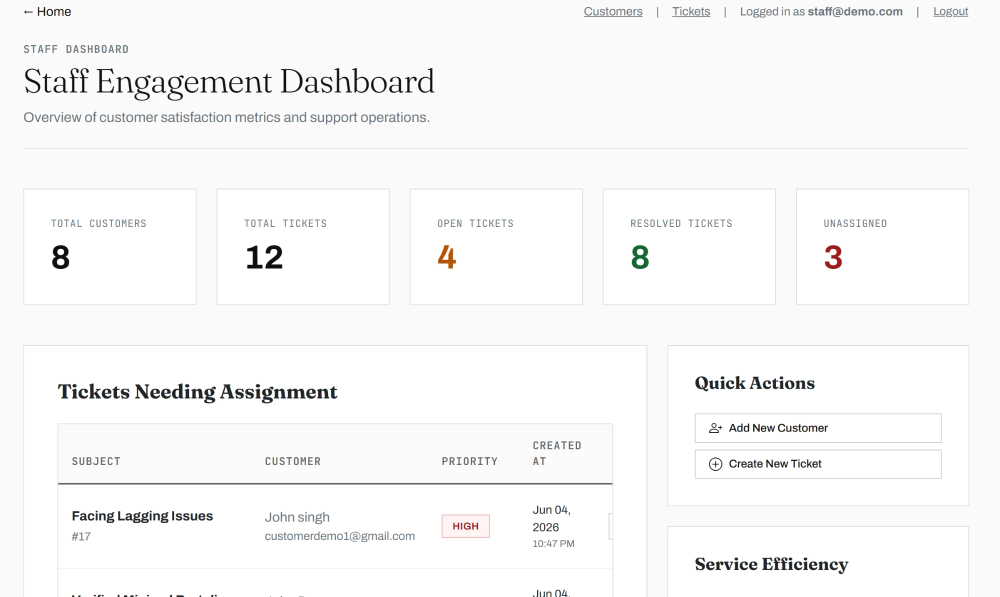 ← Home
Customers | Tickets | Logged in as staff@demo.com | Logout
STAFF DASHBOARD
Staff Engagement Dashboard
Overview of customer satisfaction metrics and support operations.
TOTAL CUSTOMERS
8
TOTAL TICKETS
12
OPEN TICKETS
4
RESOLVED TICKETS
8
UNASSIGNED
3
Tickets Needing Assignment
SUBJECT
CUSTOMER
PRIORITY
CREATED
AT
Facing Lagging Issues
#17
John singh
customerdemo1@gmail.com
HIGH
Jun 04,
2026
10:47 PM
Jun 04,
Quick Actions
Add New Customer
Create New Ticket
Service Efficiency